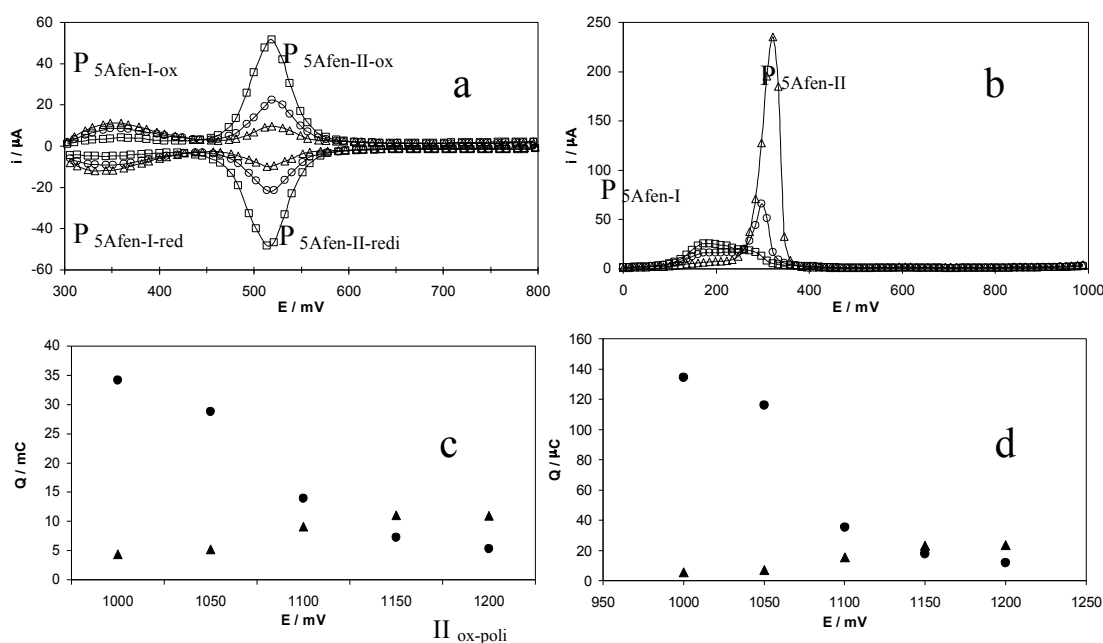 60
40
20
0
-20
-40
-60
i / µA
300 400 500 600 700 800
E / mV
P 5Afen-I-ox
P 5Afen-II-ox
a
P 5Afen-I-red
P 5Afen-II-redi
250
200
150
100
50
0
i / µA
0 200 400 600 800 1000
E / mV
P 5Afen-II
b
P 5Afen-I
40
35
30
25
20
15
10
5
0
Q / mC
1000 1050 1100 1150 1200
E / mV
c
II ox-poli
160
140
120
100
80
60
40
20
0
Q / µC
950 1000 1050 1100 1150 1200 1250
E / mV
d